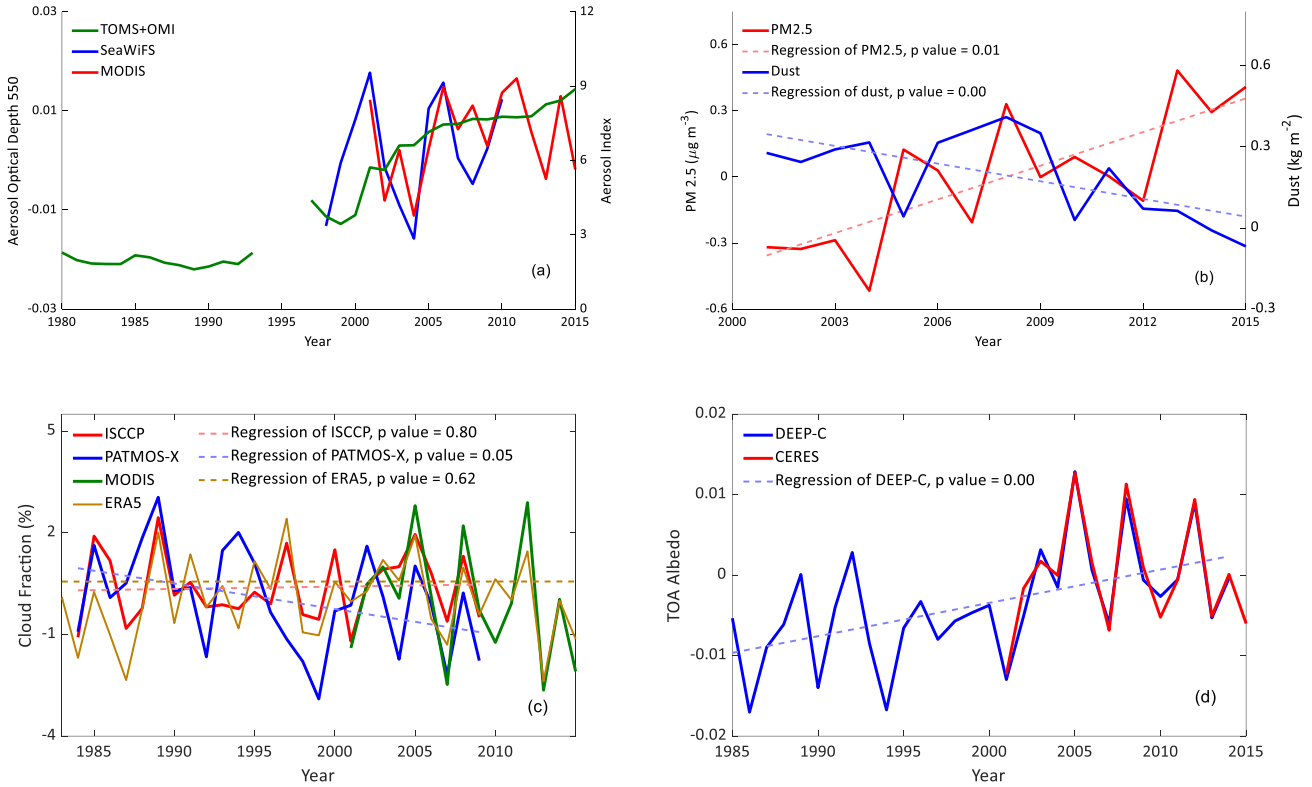 0.03
12
TOMS+OMI
SeaWiFS
MODIS
9
0.01
Aerosol Optical Depth 550
6
Aerosol Index
-0.01
3
(a)
-0.03
0
1980 1985 1990 1995 2000 2005 2010 2015
Year
PM2.5
Regression of PM2.5, p value = 0.01
Dust
Regression of dust, p value = 0.00
0.6
0.6
0.3
0.3
PM 2.5 (μg m⁻³)
0
Dust (kg m⁻²)
0
-0.3
(b)
-0.6
-0.3
2000 2003 2006 2009 2012 2015
Year
5
ISCCP
PATMOS-X
MODIS
ERA5
Regression of ISCCP, p value = 0.80
Regression of PATMOS-X, p value = 0.05
Regression of ERA5, p value = 0.62
2
Cloud Fraction (%)
-1
(c)
-4
1985 1990 1995 2000 2005 2010
Year
0.02
DEEP-C
CERES
Regression of DEEP-C, p value = 0.00
0.01
TOA Albedo
0
-0.01
(d)
-0.02
1985 1990 1995 2000 2005 2010 2015
Year